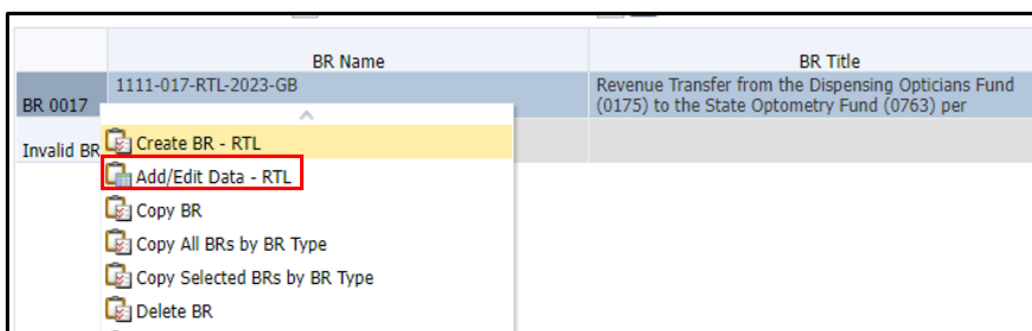 BR Name
BR Title
BR 0017
1111-017-RTL-2023-GB
Revenue Transfer from the Dispensing Opticians Fund
(0175) to the State Optometry Fund (0763) per
Invalid BR
Create BR - RTL
Add/Edit Data - RTL
Copy BR
Copy All BRs by BR Type
Copy Selected BRs by BR Type
Delete BR